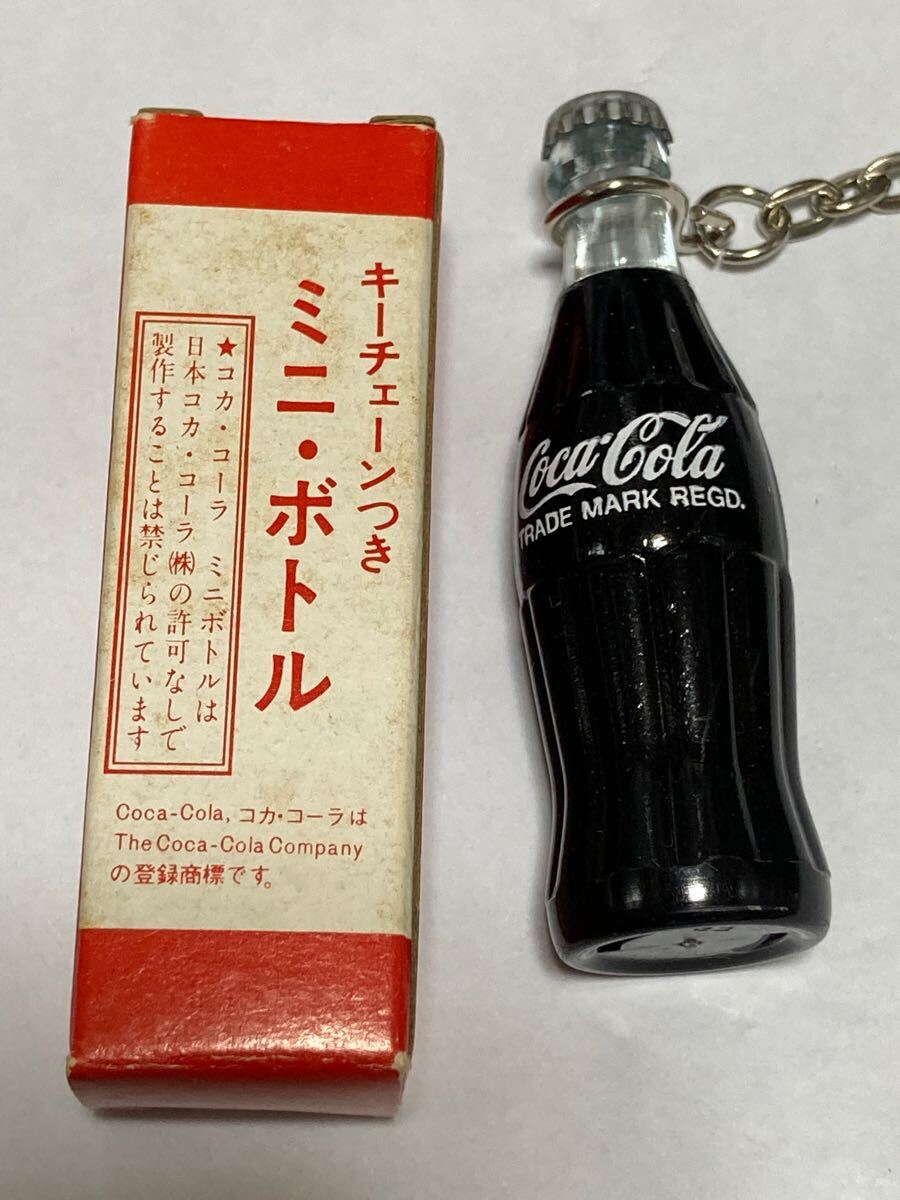 キーチェーンつき
ミニ・ボトル
★コカ・コーラ ミニボトルは
日本コカ・コーラ㈱の許可なしで
製作することは禁じられています
Coca-Cola, コカ・コーラは
The Coca-Cola Company
の登録商標です。
Coca-Cola
TRADE MARK REGD.